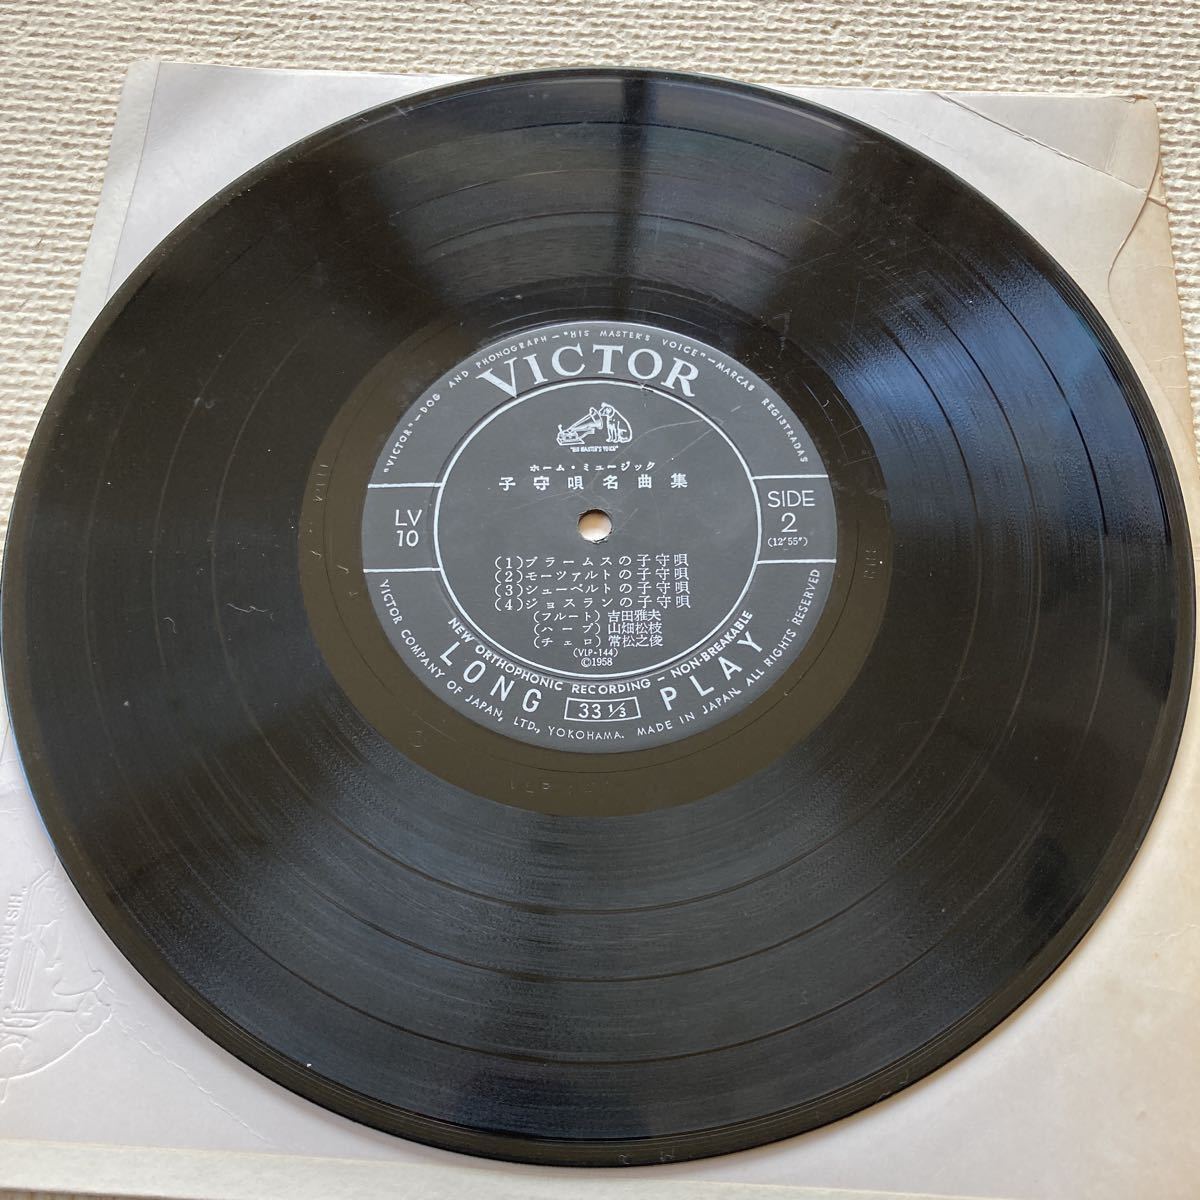 "VICTOR"—DOG AND PHONOGRAPH—"HIS MASTER'S VOICE"—MARCAS REGISTRADAS
VICTOR
"HIS MASTER'S VOICE"
ホーム・ミュージック
子守唄名曲集
LV
10
SIDE
2
(12'55")
(1)ブラームスの子守唄
(2)モーツァルトの子守唄
(3)シューベルトの子守唄
(4)ジョスランの子守唄
(フルート)吉田雅夫
(ハープ)山畑松枝
(チェロ)常松之俊
(VLP-144)
©1958
NEW ORTHOPHONIC RECORDING — NON-BREAKABLE
LONG 33 1/3 PLAY
VICTOR COMPANY OF JAPAN, LTD., YOKOHAMA. MADE IN JAPAN. ALL RIGHTS RESERVED